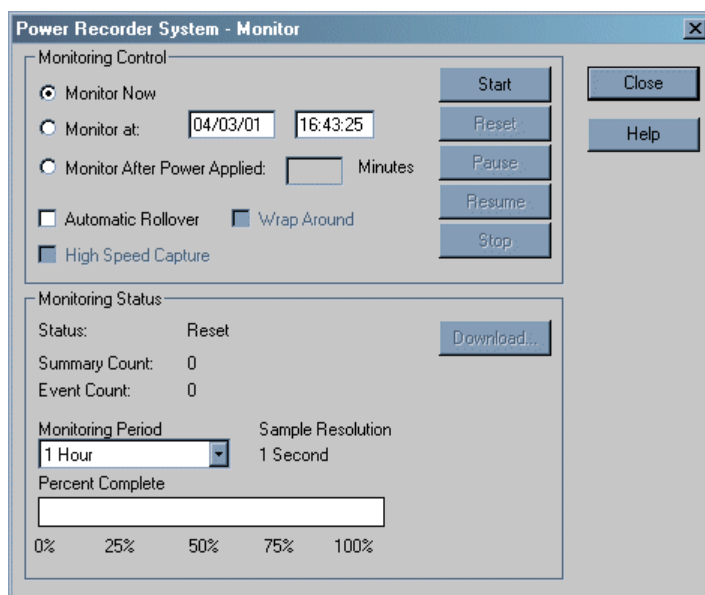 Power Recorder System - Monitor
Monitoring Control
Monitor Now
Monitor at: 04/03/01 16:43:25
Monitor After Power Applied: Minutes
Automatic Rollover Wrap Around
High Speed Capture
Start
Reset
Pause
Resume
Stop
Close
Help
Monitoring Status
Status: Reset
Summary Count: 0
Event Count: 0
Download...
Monitoring Period Sample Resolution
1 Hour 1 Second
Percent Complete
0% 25% 50% 75% 100%